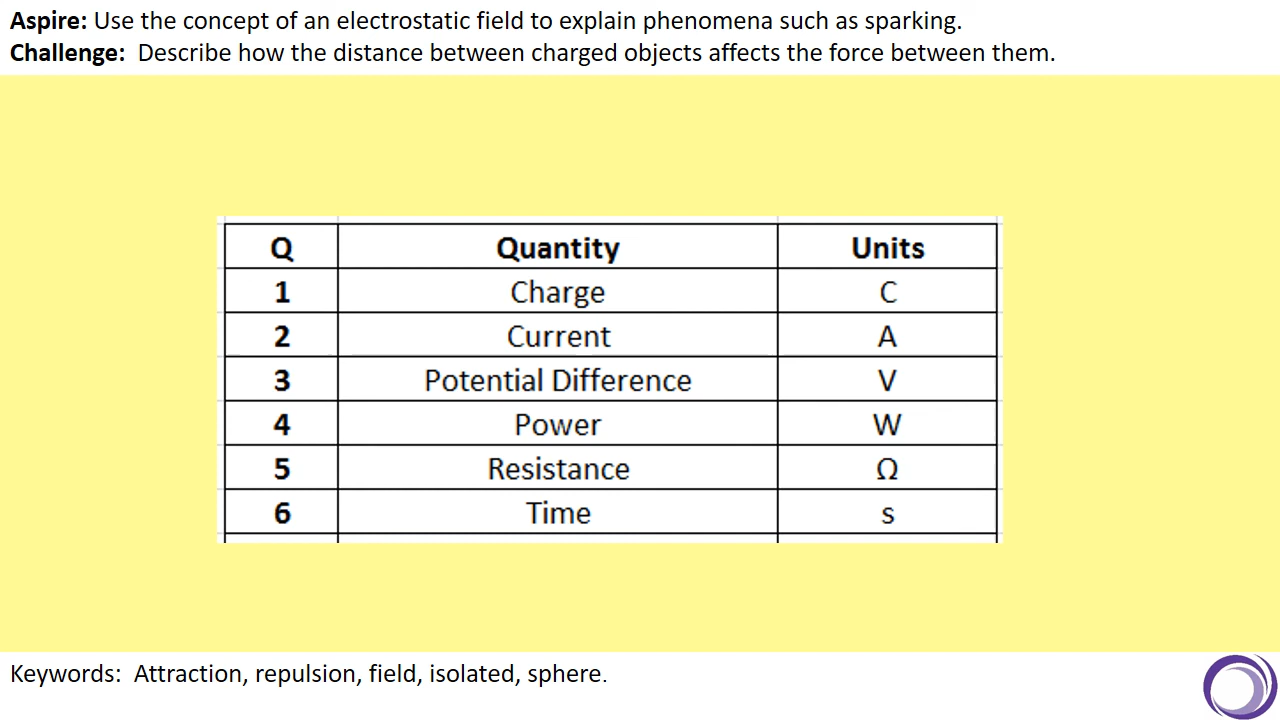 Aspire: Use the concept of an electrostatic field to explain phenomena such as sparking.
Challenge: Describe how the distance between charged objects affects the force between them.
Q Quantity Units
1 Charge C
2 Current A
3 Potential Difference V
4 Power W
5 Resistance Ω
6 Time s
Keywords: Attraction, repulsion, field, isolated, sphere.